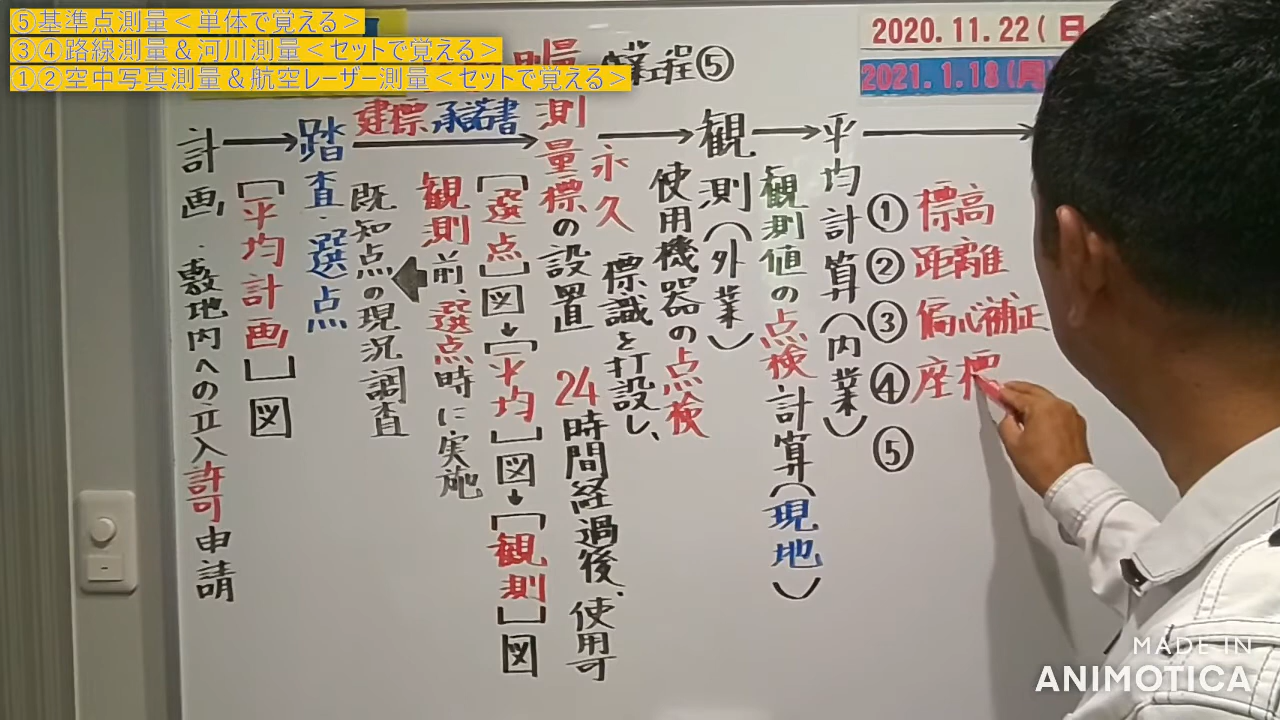 ⑤基準点測量＜単体で覚える＞
③④路線測量＆河川測量＜セットで覚える＞
①②空中写真測量＆航空レーザー測量＜セットで覚える＞
2020.11.22(日
2021.1.18(月)
⑤
計画
・敷地内への立入許可申請
[平均計画]図
踏査・選点
建標承諾書
既知点の現況調査
観測前、選点時に実施
[選点]図→[平均]図→[観測]図
測量標の設置
永久標識を打設し、
24時間経過後、使用可
観測(外業)
使用機器の点検
観測値の点検計算(現地)
平均計算(内業)
①標高
②距離
③偏心補正
④座標
⑤
MADE IN
ANIMOTICA